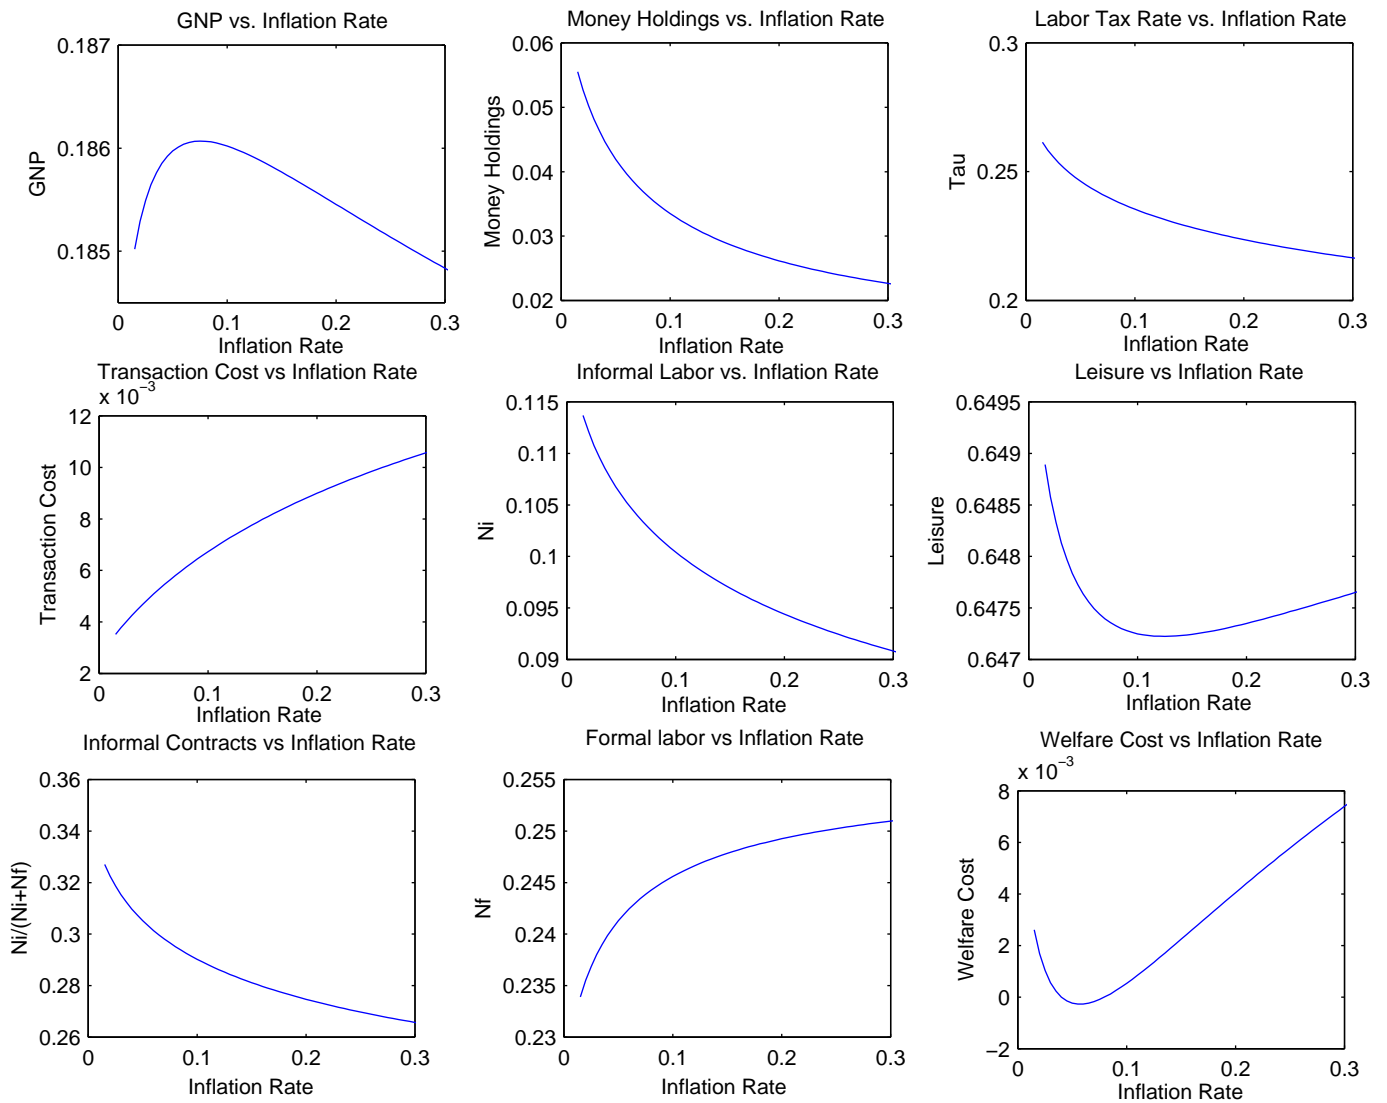 GNP vs. Inflation Rate
0.187
0.186
0.185
GNP
0
0.1
0.2
0.3
Inflation Rate
Money Holdings vs. Inflation Rate
0.06
0.05
0.04
0.03
0.02
Money Holdings
0
0.1
0.2
0.3
Inflation Rate
Labor Tax Rate vs. Inflation Rate
0.3
0.25
0.2
Tau
0
0.1
0.2
0.3
Inflation Rate
Transaction Cost vs Inflation Rate
x 10^−3
12
10
8
6
4
2
Transaction Cost
0
0.1
0.2
0.3
Inflation Rate
Informal Labor vs. Inflation Rate
0.115
0.11
0.105
0.1
0.095
0.09
Ni
0
0.1
0.2
0.3
Inflation Rate
Leisure vs Inflation Rate
0.6495
0.649
0.6485
0.648
0.6475
0.647
Leisure
0
0.1
0.2
0.3
Inflation Rate
Informal Contracts vs Inflation Rate
0.36
0.34
0.32
0.3
0.28
0.26
Ni/(Ni+Nf)
0
0.1
0.2
0.3
Inflation Rate
Formal labor vs Inflation Rate
0.255
0.25
0.245
0.24
0.235
0.23
Nf
0
0.1
0.2
0.3
Inflation Rate
Welfare Cost vs Inflation Rate
x 10^−3
8
6
4
2
0
−2
Welfare Cost
0
0.1
0.2
0.3
Inflation Rate